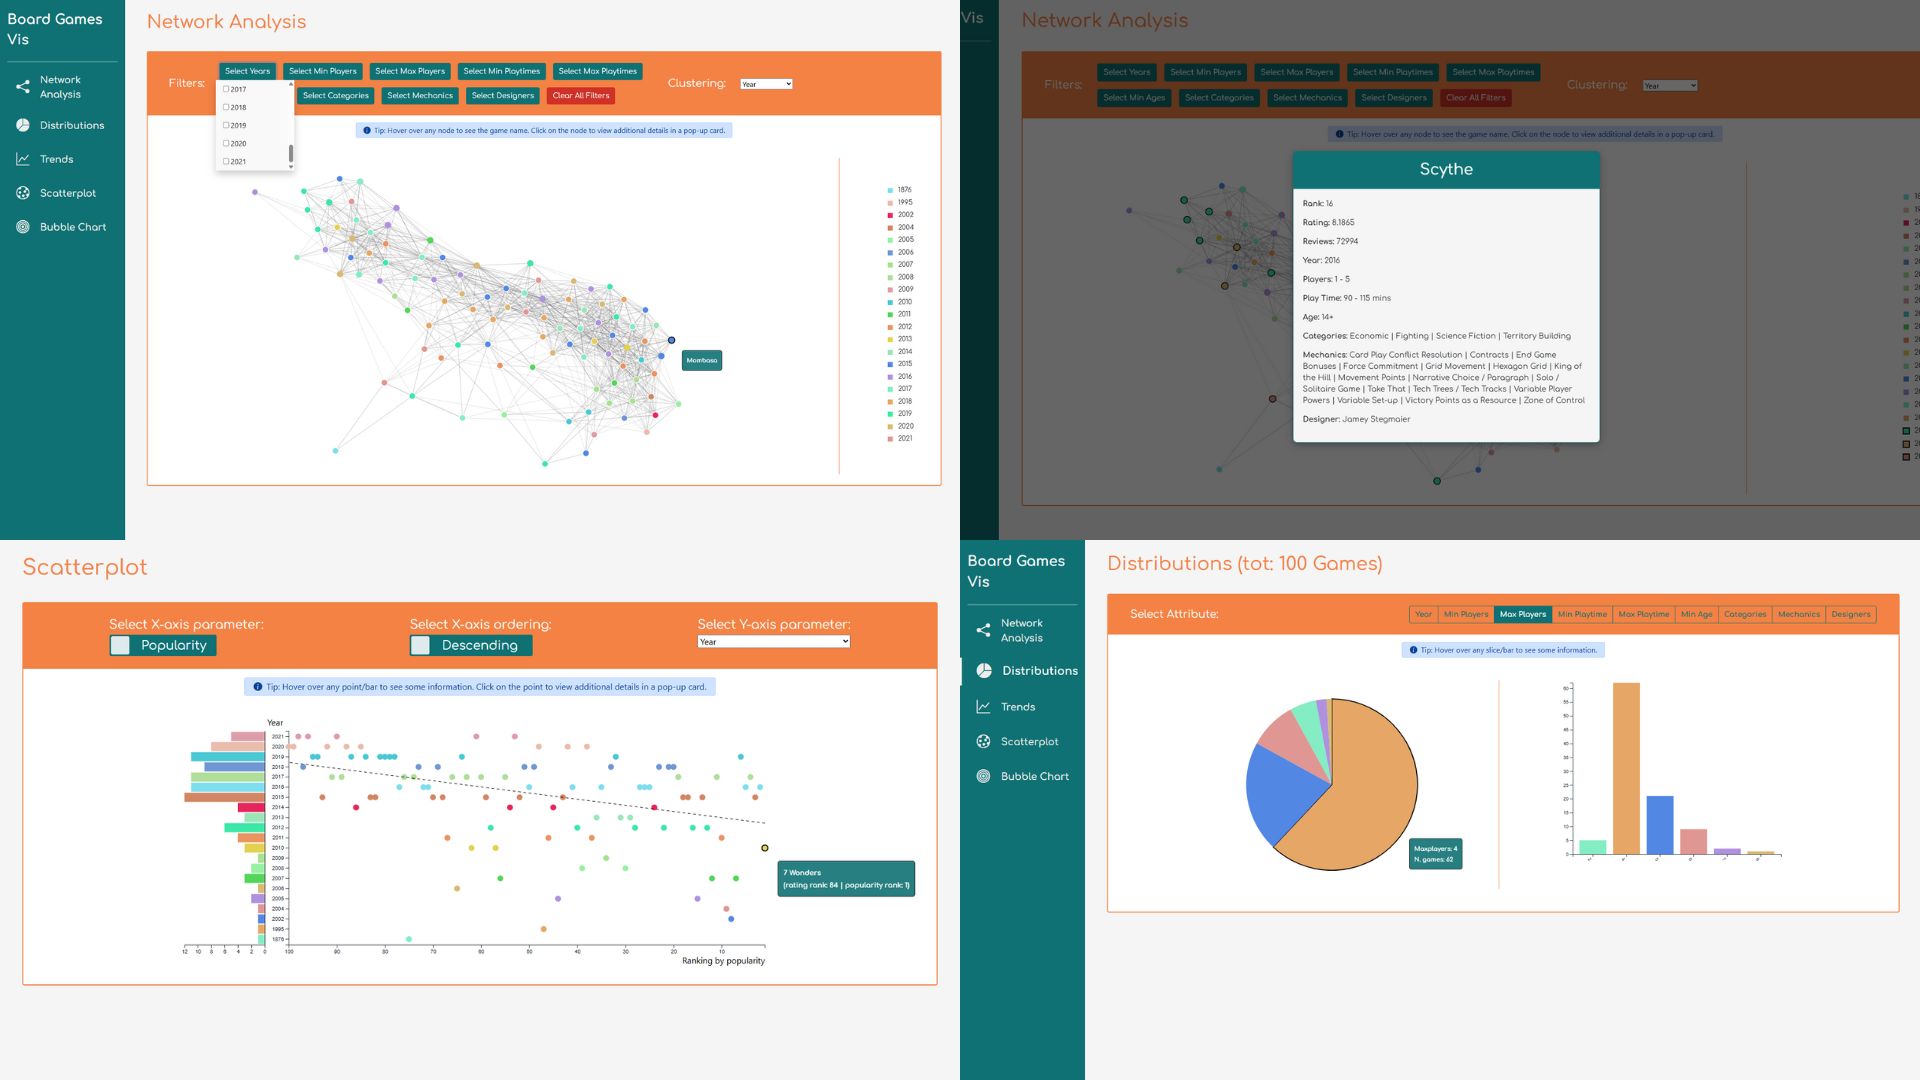 Board Games
Vis
Network
Analysis
Distributions
Trends
Scatterplot
Bubble Chart
Network Analysis
Filters:
Select Years
Select Min Players
Select Max Players
Select Min Playtimes
Select Max Playtimes
Select Categories
Select Mechanics
Select Designers
Clear All Filters
Clustering:
Year
2017
2018
2019
2020
2021
Tip: Hover over any node to see the game name. Click on the node to view additional details in a pop-up card.
Mombasa
1876
1995
2002
2004
2005
2006
2007
2008
2009
2010
2011
2012
2013
2014
2015
2016
2017
2018
2019
2020
2021
Vis
Network Analysis
Filters:
Select Years
Select Min Players
Select Max Players
Select Min Playtimes
Select Max Playtimes
Select Min Ages
Select Categories
Select Mechanics
Select Designers
Clear All Filters
Clustering:
Year
Tip: Hover over any node to see the game name. Click on the node to view additional details in a pop-up card.
Scythe
Rank: 16
Rating: 8.1865
Reviews: 72994
Year: 2016
Players: 1 - 5
Play Time: 90 - 115 mins
Age: 14+
Categories: Economic | Fighting | Science Fiction | Territory Building
Mechanics: Card Play Conflict Resolution | Contracts | End Game
Bonuses | Force Commitment | Grid Movement | Hexagon Grid | King of
the Hill | Movement Points | Narrative Choice / Paragraph | Solo /
Solitaire Game | Take That | Tech Trees / Tech Tracks | Variable Player
Powers | Variable Set-up | Victory Points as a Resource | Zone of Control
Designer: Jamey Stegmaier
Scatterplot
Select X-axis parameter:
Popularity
Select X-axis ordering:
Descending
Select Y-axis parameter:
Year
Tip: Hover over any point/bar to see some information. Click on the point to view additional details in a pop-up card.
Year
2021
2020
2019
2018
2017
2016
2015
2014
2013
2012
2011
2010
2009
2008
2007
2006
2005
2004
2002
1995
1876
12 10 8 6 4 2 0
100 90 80 70 60 50 40 30 20 10
Ranking by popularity
7 Wonders
(rating rank: 84 | popularity rank: 1)
Board Games
Vis
Network
Analysis
Distributions
Trends
Scatterplot
Bubble Chart
Distributions (tot: 100 Games)
Select Attribute:
Year
Min Players
Max Players
Min Playtime
Max Playtime
Min Age
Categories
Mechanics
Designers
Tip: Hover over any slice/bar to see some information.
Maxplayers: 4
N. games: 62
60
55
50
45
40
35
30
25
20
15
10
5
0